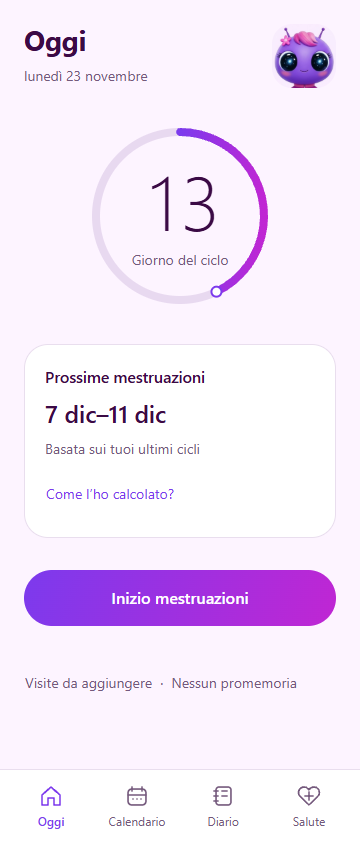 Oggi
lunedì 23 novembre
13
Giorno del ciclo
Prossime mestruazioni
7 dic–11 dic
Basata sui tuoi ultimi cicli
Come l’ho calcolato?
Inizio mestruazioni
Visite da aggiungere · Nessun promemoria
Oggi
Calendario
Diario
Salute